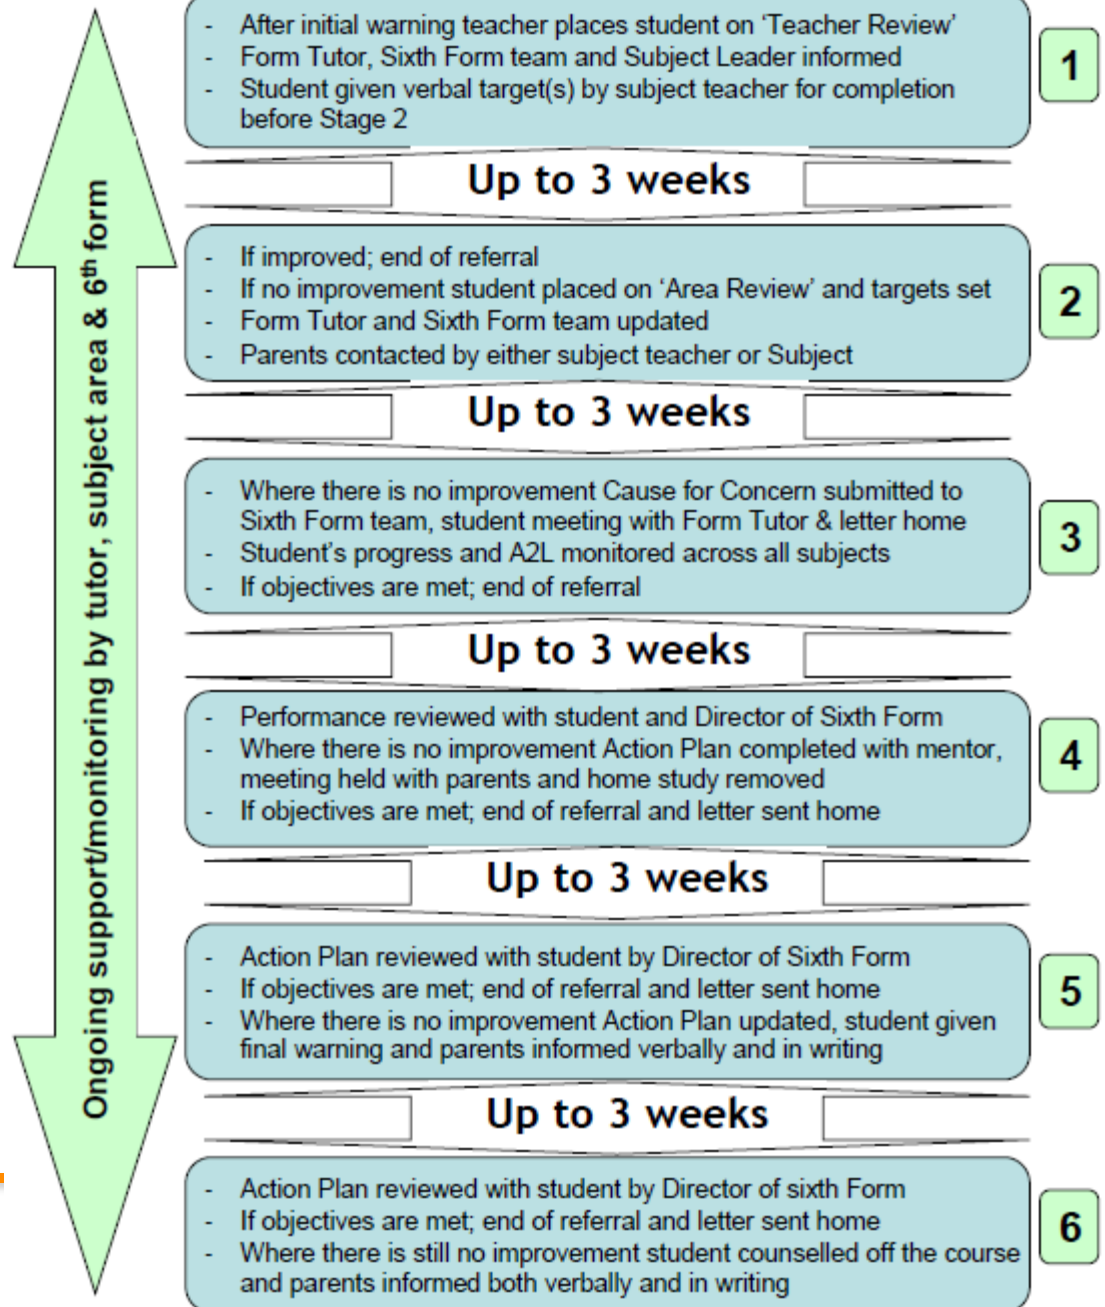 Ongoing support/monitoring by tutor, subject area & 6th form
- After initial warning teacher places student on ‘Teacher Review’
- Form Tutor, Sixth Form team and Subject Leader informed
- Student given verbal target(s) by subject teacher for completion
before Stage 2
1
Up to 3 weeks
- If improved; end of referral
- If no improvement student placed on ‘Area Review’ and targets set
- Form Tutor and Sixth Form team updated
- Parents contacted by either subject teacher or Subject
2
Up to 3 weeks
- Where there is no improvement Cause for Concern submitted to
Sixth Form team, student meeting with Form Tutor & letter home
- Student’s progress and A2L monitored across all subjects
- If objectives are met; end of referral
3
Up to 3 weeks
- Performance reviewed with student and Director of Sixth Form
- Where there is no improvement Action Plan completed with mentor,
meeting held with parents and home study removed
- If objectives are met; end of referral and letter sent home
4
Up to 3 weeks
- Action Plan reviewed with student by Director of Sixth Form
- If objectives are met; end of referral and letter sent home
- Where there is no improvement Action Plan updated, student given
final warning and parents informed verbally and in writing
5
Up to 3 weeks
- Action Plan reviewed with student by Director of sixth Form
- If objectives are met; end of referral and letter sent home
- Where there is still no improvement student counselled off the course
and parents informed both verbally and in writing
6